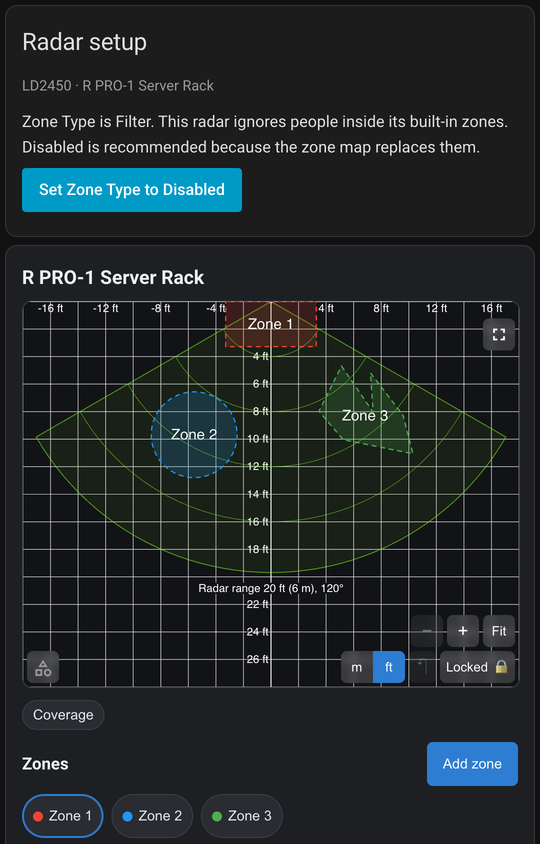 Radar setup
LD2450 · R PRO-1 Server Rack
Zone Type is Filter. This radar ignores people inside its built-in zones.
Disabled is recommended because the zone map replaces them.
Set Zone Type to Disabled
R PRO-1 Server Rack
-16 ft -12 ft -8 ft -4 ft 4 ft 8 ft 12 ft 16 ft
Zone 1
4 ft
6 ft
8 ft
Zone 3
Zone 2
10 ft
12 ft
14 ft
16 ft
18 ft
Radar range 20 ft (6 m), 120°
22 ft
24 ft
− + Fit
26 ft
m ft
Locked
Coverage
Zones
Add zone
Zone 1 Zone 2 Zone 3